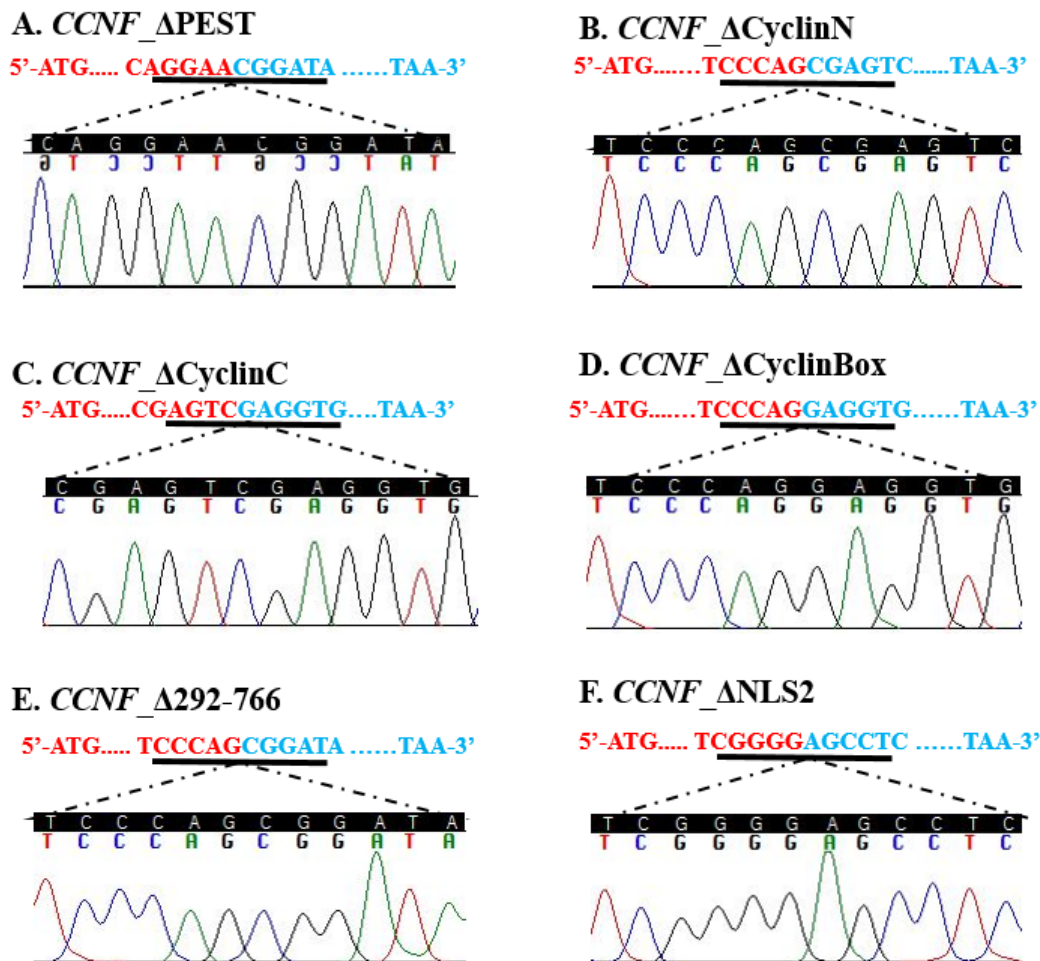 A. CCNF_ΔPEST
5’-ATG..... CAGGAACGGATA ......TAA-3’
C A G G A A C G G A T A
G T C C T T G C C T A T
B. CCNF_ΔCyclinN
5’-ATG.......TCCCAGCGAGTC......TAA-3’
T C C C A G C G A G T C
T C C C A G C G A G T C
C. CCNF_ΔCyclinC
5’-ATG.....CGAGTCGAGGTG....TAA-3’
C G A G T C G A G G T G
C G A G T C G A G G T G
D. CCNF_ΔCyclinBox
5’-ATG.......TCCCAGGAGGTG......TAA-3’
T C C C A G G A G G T G
T C C C A G G A G G T G
E. CCNF_Δ292-766
5’-ATG..... TCCCAGCGGATA ......TAA-3’
T C C C A G C G G A T A
T C C C A G C G G A T A
F. CCNF_ΔNLS2
5’-ATG..... TCGGGGAGCCTC ......TAA-3’
T C G G G G A G C C T C
T C G G G G A G C C T C